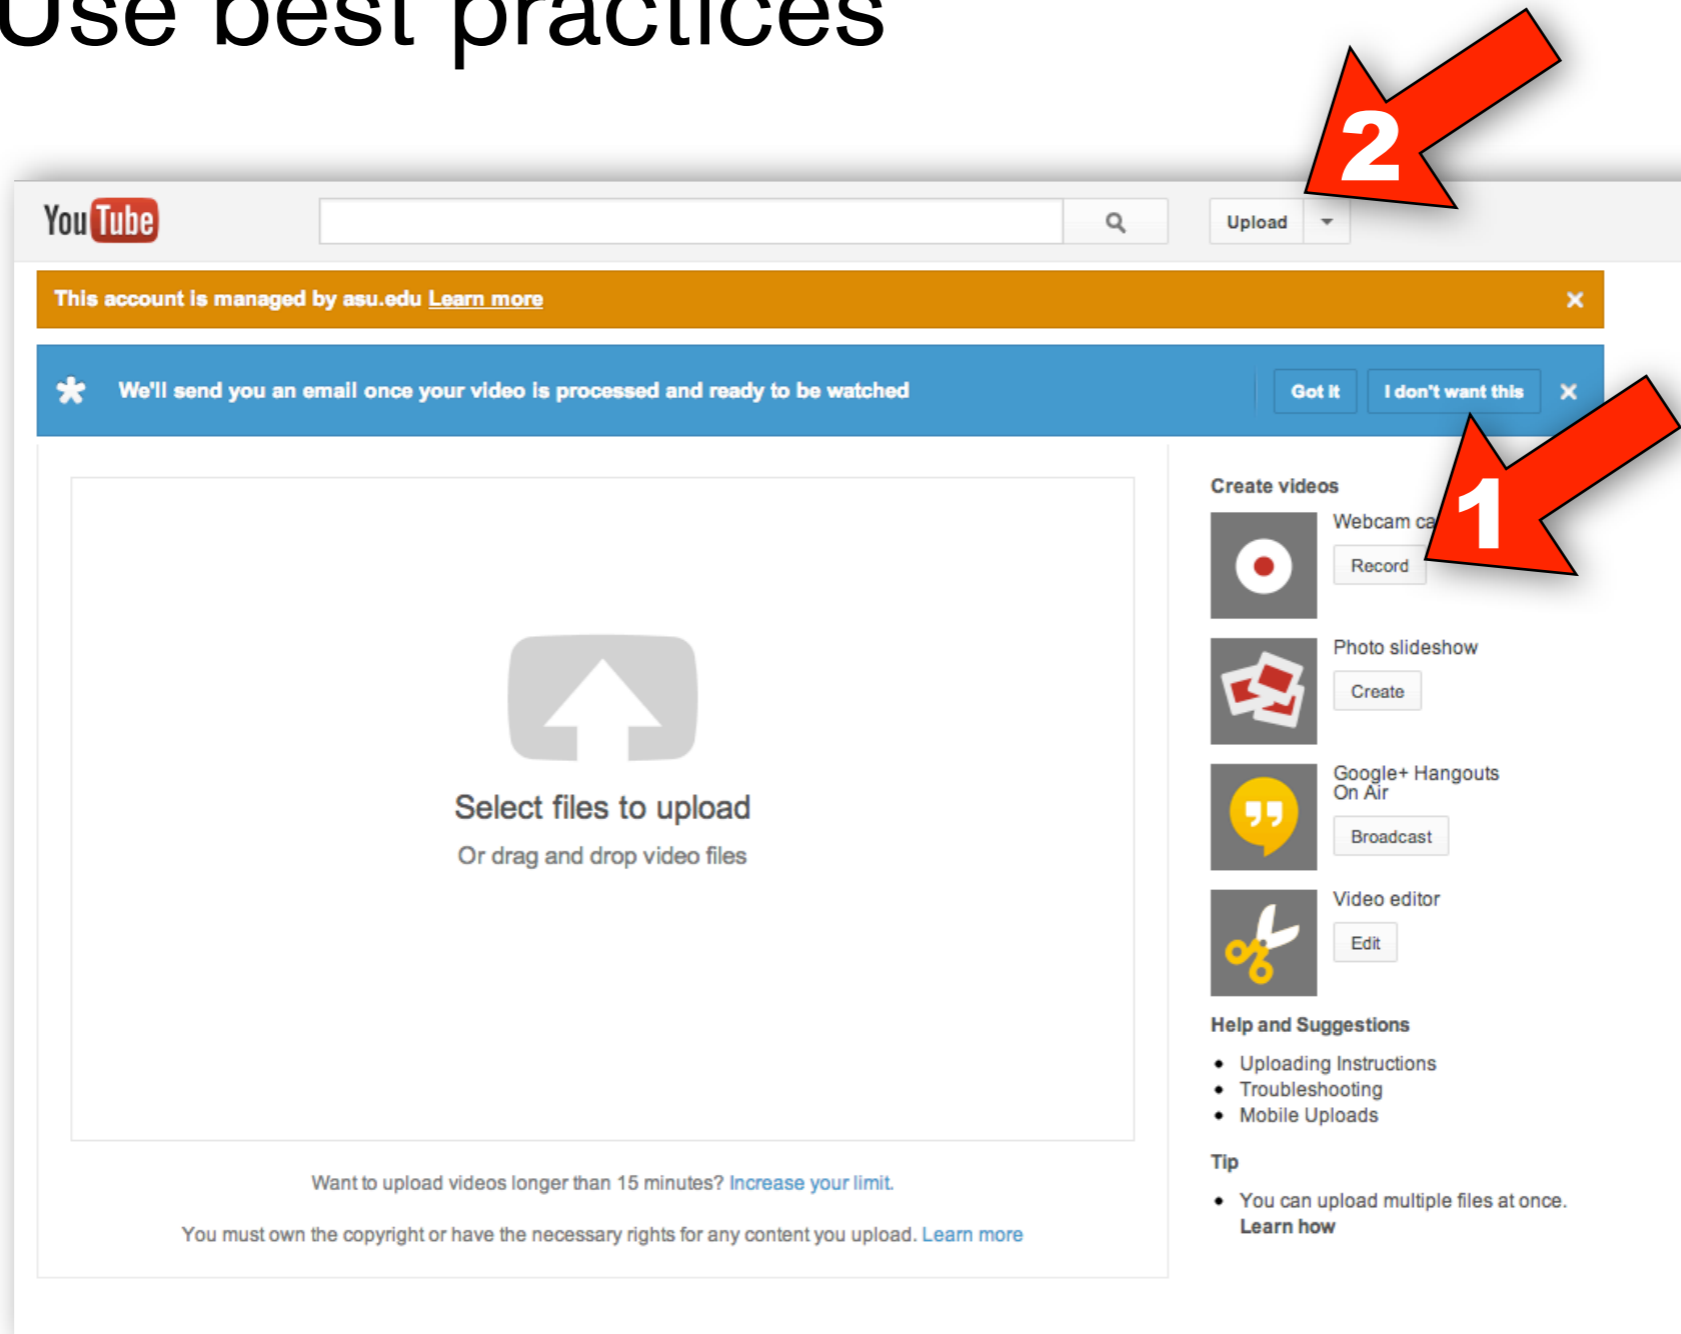 Use best practices
2
YouTube
Upload
This account is managed by asu.edu Learn more
We'll send you an email once your video is processed and ready to be watched
Got it
I don't want this
1
Create videos
Webcam
Record
Photo slideshow
Create
Google+ Hangouts
On Air
Broadcast
Video editor
Edit
Select files to upload
Or drag and drop video files
Help and Suggestions
• Uploading Instructions
• Troubleshooting
• Mobile Uploads
Tip
• You can upload multiple files at once.
Learn how
Want to upload videos longer than 15 minutes? Increase your limit.
You must own the copyright or have the necessary rights for any content you upload. Learn more